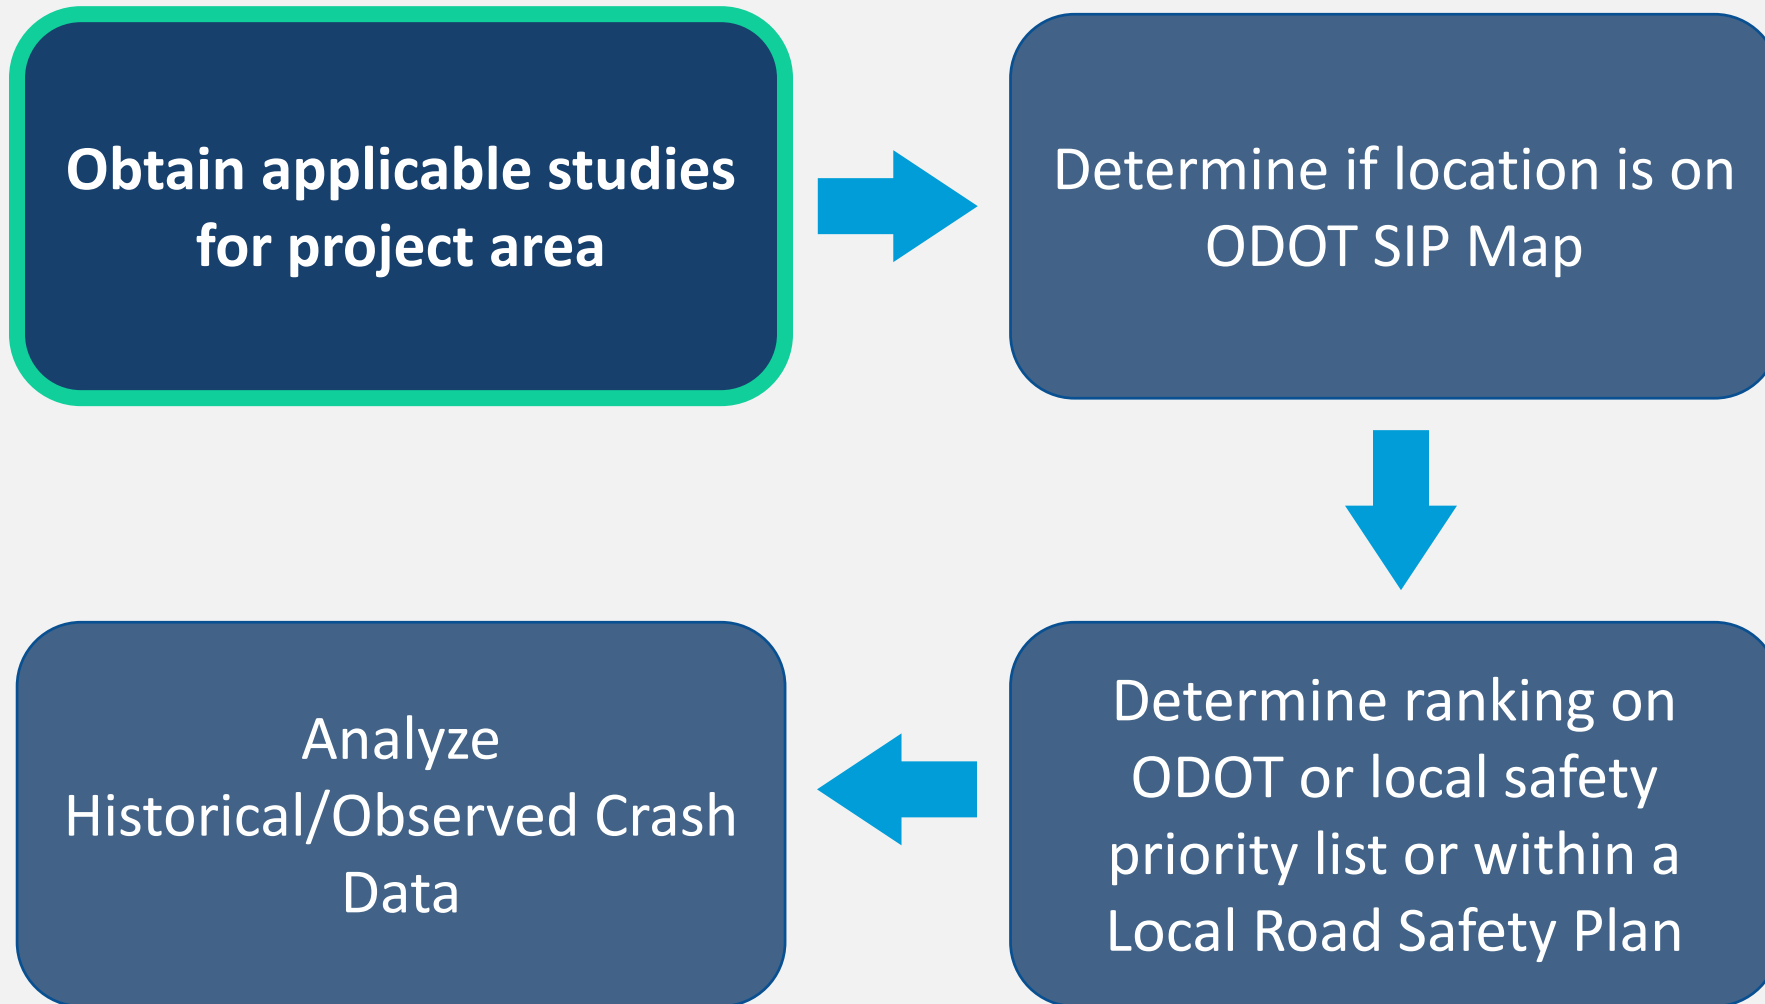 Obtain applicable studies
for project area
Determine if location is on
ODOT SIP Map
Determine ranking on
ODOT or local safety
priority list or within a
Local Road Safety Plan
Analyze
Historical/Observed Crash
Data